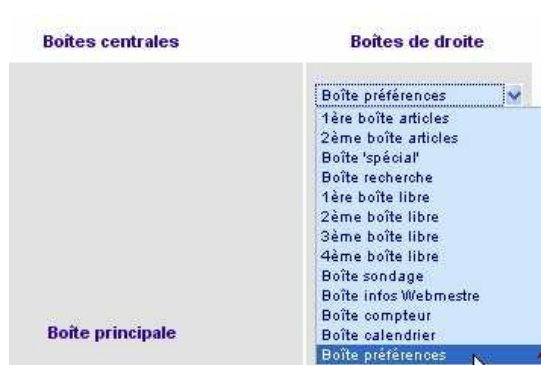 Boîtes centrales
Boîtes de droite
Boîte préférences
1ère boîte articles
2ème boîte articles
Boîte 'spécial'
Boîte recherche
1ère boîte libre
2ème boîte libre
3ème boîte libre
4ème boîte libre
Boîte sondage
Boîte infos Webmestre
Boîte compteur
Boîte calendrier
Boîte préférences
Boîte principale